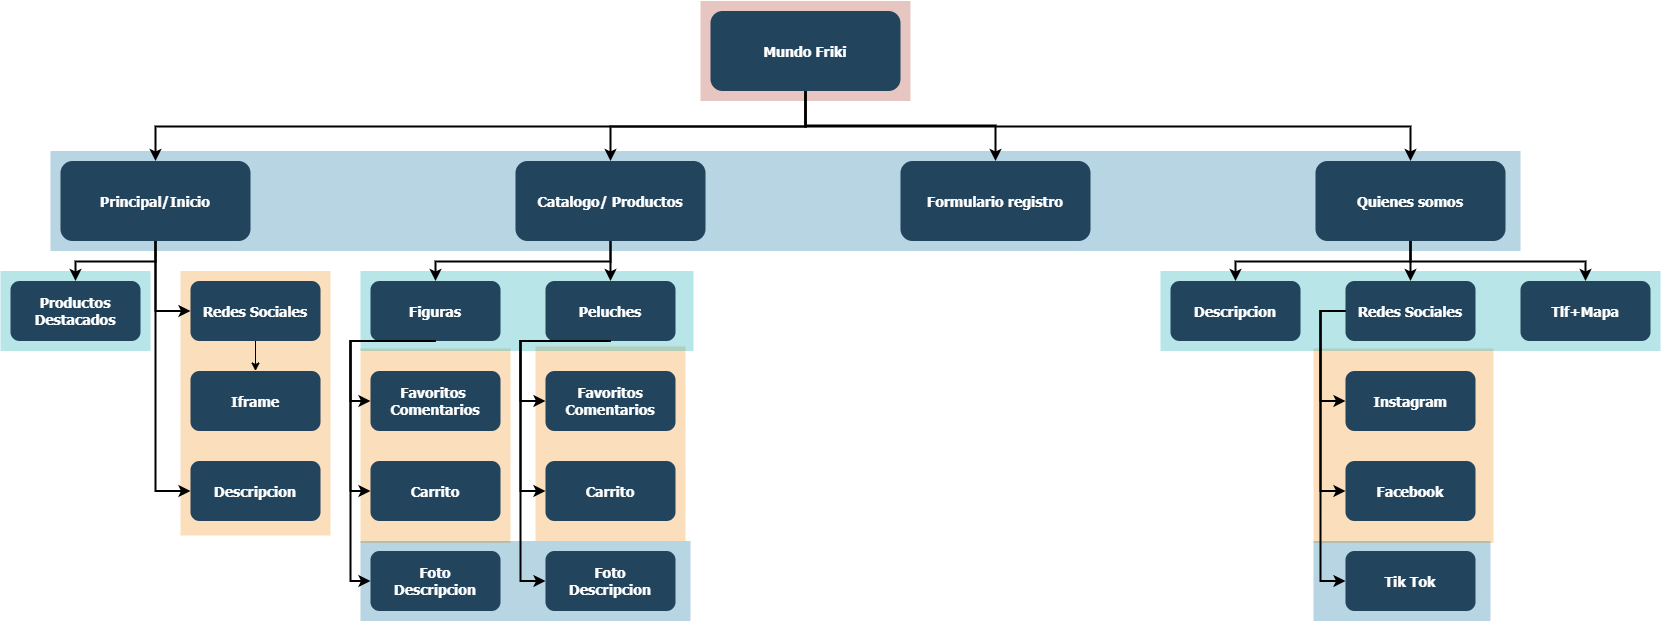 Mundo Friki
Principal/Inicio
Catalogo/ Productos
Formulario registro
Quienes somos
Productos
Destacados
Redes Sociales
Figuras
Peluches
Descripcion
Redes Sociales
Tlf+Mapa
Iframe
Favoritos
Comentarios
Favoritos
Comentarios
Instagram
Descripcion
Carrito
Carrito
Facebook
Foto
Descripcion
Foto
Descripcion
Tik Tok